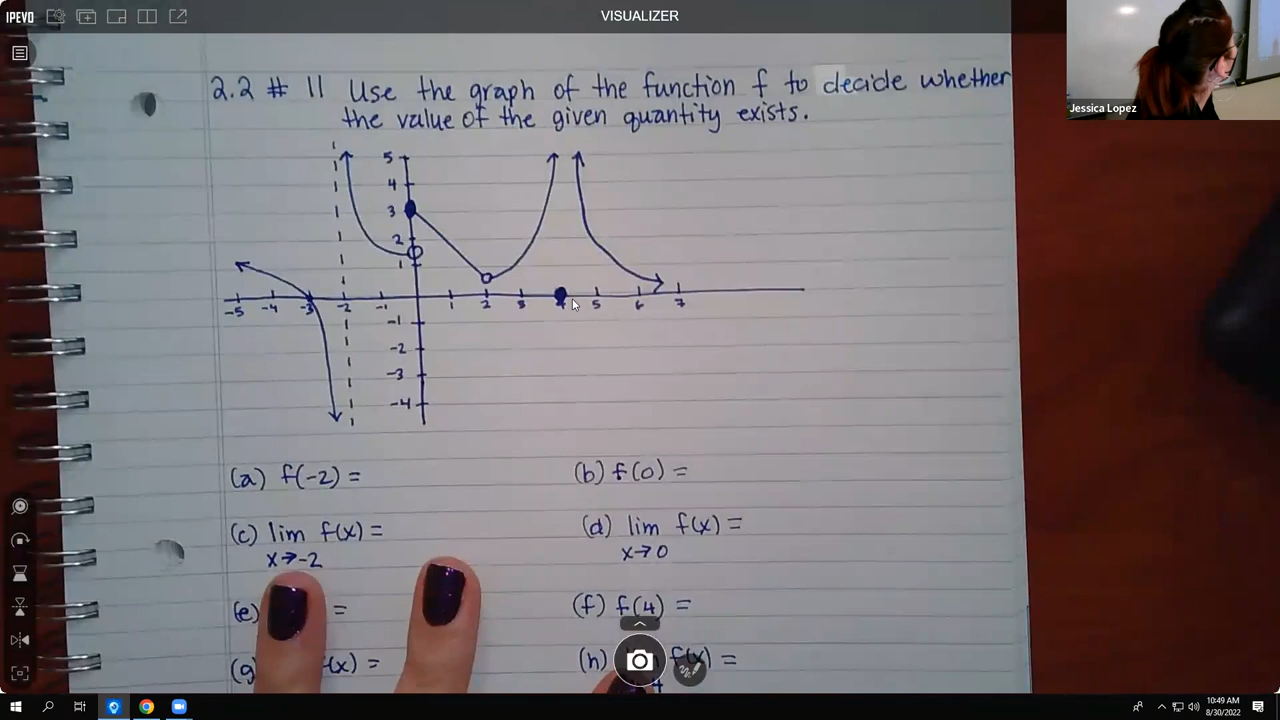 IPEVO
VISUALIZER
Jessica Lopez
2.2 # 11 Use the graph of the function f to decide whether
the value of the given quantity exists.
5
4
3
2
1
-5 -4 -3 -2 -1 1 2 3 4 5 6 7
-1
-2
-3
-4
(a) f(-2) = (b) f(0) =
(c) lim f(x) = (d) lim f(x) =
x→-2 x→0
(e) = (f) f(4) =
(g) f(x) = (h) f(x) =
4
10:49 AM
8/30/2022